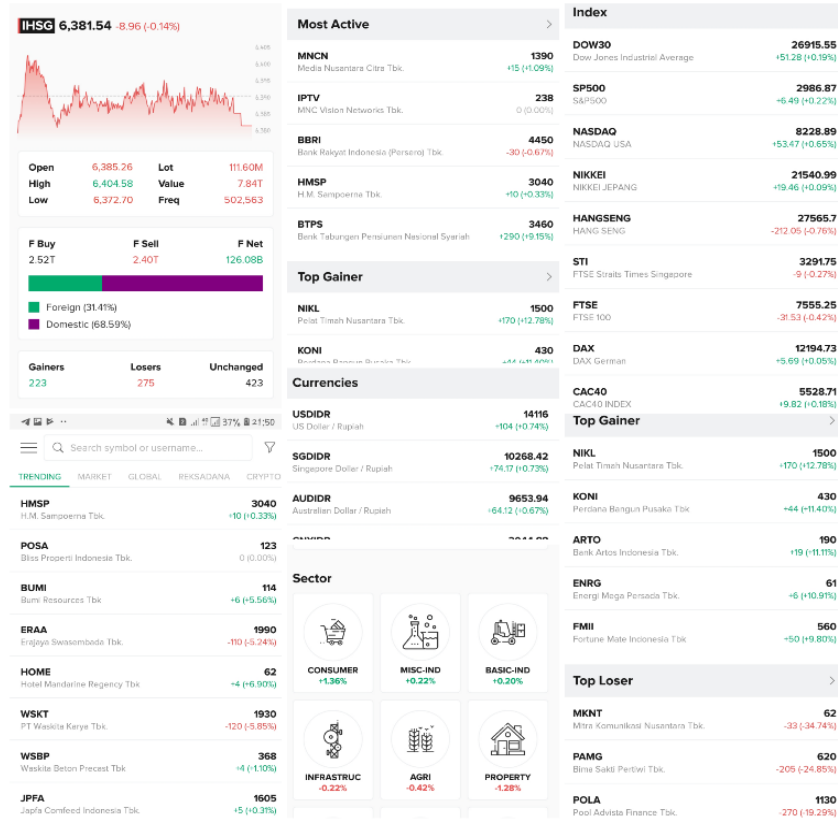 IHSG 6,381.54 -8.96 (-0.14%)
6,380
Open 6,385.26 Lot 111.60M
High 6,404.58 Value 7.84T
Low 6,372.70 Freq 502,563
F Buy F Sell F Net
2.52T 2.40T 126.08B
Foreign (31.41%)
Domestic (68.59%)
Gainers Losers Unchanged
223 275 423
37% 21:50
Search symbol or username...
TRENDING MARKET GLOBAL REKSADANA CRYPTO
HMSP 3040
H.M. Sampoerna Tbk. +10 (+0.33%)
POSA 123
Bliss Properti Indonesia Tbk. 0 (0.00%)
BUMI 114
Bumi Resources Tbk +6 (+5.56%)
ERAA 1990
Erajaya Swasembada Tbk. -110 (-5.24%)
HOME 62
Hotel Mandarine Regency Tbk +4 (+6.90%)
WSKT 1930
PT Waskita Karya Tbk. -120 (-5.85%)
WSBP 368
Waskita Beton Precast Tbk +4 (+1.10%)
JPFA 1605
Japfa Comfeed Indonesia Tbk. +5 (+0.31%)
Most Active
MNCN 1390
Media Nusantara Citra Tbk. +15 (+1.09%)
IPTV 238
MNC Vision Networks Tbk. 0 (0.00%)
BBRI 4450
Bank Rakyat Indonesia (Persero) Tbk. -30 (-0.67%)
HMSP 3040
H.M. Sampoerna Tbk. +10 (+0.33%)
BTPS 3460
Bank Tabungan Pensiunan Nasional Syariah +290 (+9.15%)
Top Gainer
NIKL 1500
Pelat Timah Nusantara Tbk. +170 (+12.78%)
KONI 430
Perdana Bangun Pusaka Tbk +44 (+11.40%)
Currencies
USDIDR 14116
US Dollar / Rupiah +104 (+0.74%)
SGDIDR 10268.42
Singapore Dollar / Rupiah +74.17 (+0.73%)
AUDIDR 9653.94
Australian Dollar / Rupiah +64.12 (+0.67%)
Sector
CONSUMER MISC-IND BASIC-IND
+1.36% +0.22% +0.20%
INFRASTRUC AGRI PROPERTY
-0.22% -0.42% -1.28%
Index
DOW30 26915.55
Dow Jones Industrial Average +51.28 (+0.19%)
SP500 2986.87
S&P500 +6.49 (+0.22%)
NASDAQ 8228.89
NASDAQ USA +53.47 (+0.65%)
NIKKEI 21540.99
NIKKEI JEPANG +19.46 (+0.09%)
HANGSENG 27565.7
HANG SENG -212.05 (-0.76%)
STI 3291.75
FTSE Straits Times Singapore -9 (-0.27%)
FTSE 7555.25
FTSE 100 -31.53 (-0.42%)
DAX 12194.73
DAX German +5.69 (+0.05%)
CAC40 5528.71
CAC40 INDEX +9.82 (+0.18%)
Top Gainer
NIKL 1500
Pelat Timah Nusantara Tbk. +170 (+12.78%)
KONI 430
Perdana Bangun Pusaka Tbk +44 (+11.40%)
ARTO 190
Bank Artos Indonesia Tbk. +19 (+11.11%)
ENRG 61
Energi Mega Persada Tbk. +6 (+10.91%)
FMII 560
Fortune Mate Indonesia Tbk +50 (+9.80%)
Top Loser
MKNT 62
Mitra Komunikasi Nusantara Tbk. -33 (-34.74%)
PAMG 620
Bima Sakti Pertiwi Tbk. -205 (-24.85%)
POLA 1130
Pool Advista Finance Tbk. -270 (-19.29%)